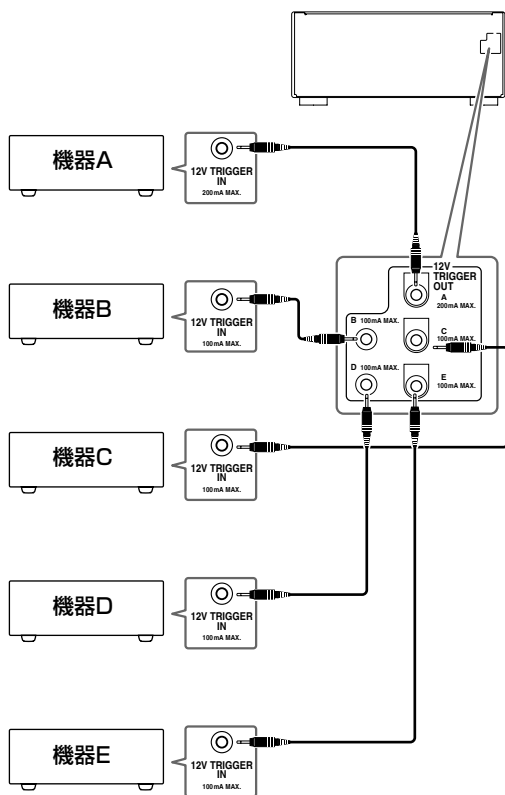 機器A
12V TRIGGER
IN
200mA MAX.
12V
TRIGGER
OUT
A
200mA MAX.
B 100mA MAX.
C
100mA MAX.
D 100mA MAX.
E
100mA MAX.
機器B
12V TRIGGER
IN
100mA MAX.
機器C
12V TRIGGER
IN
100mA MAX.
機器D
12V TRIGGER
IN
100mA MAX.
機器E
12V TRIGGER
IN
100mA MAX.